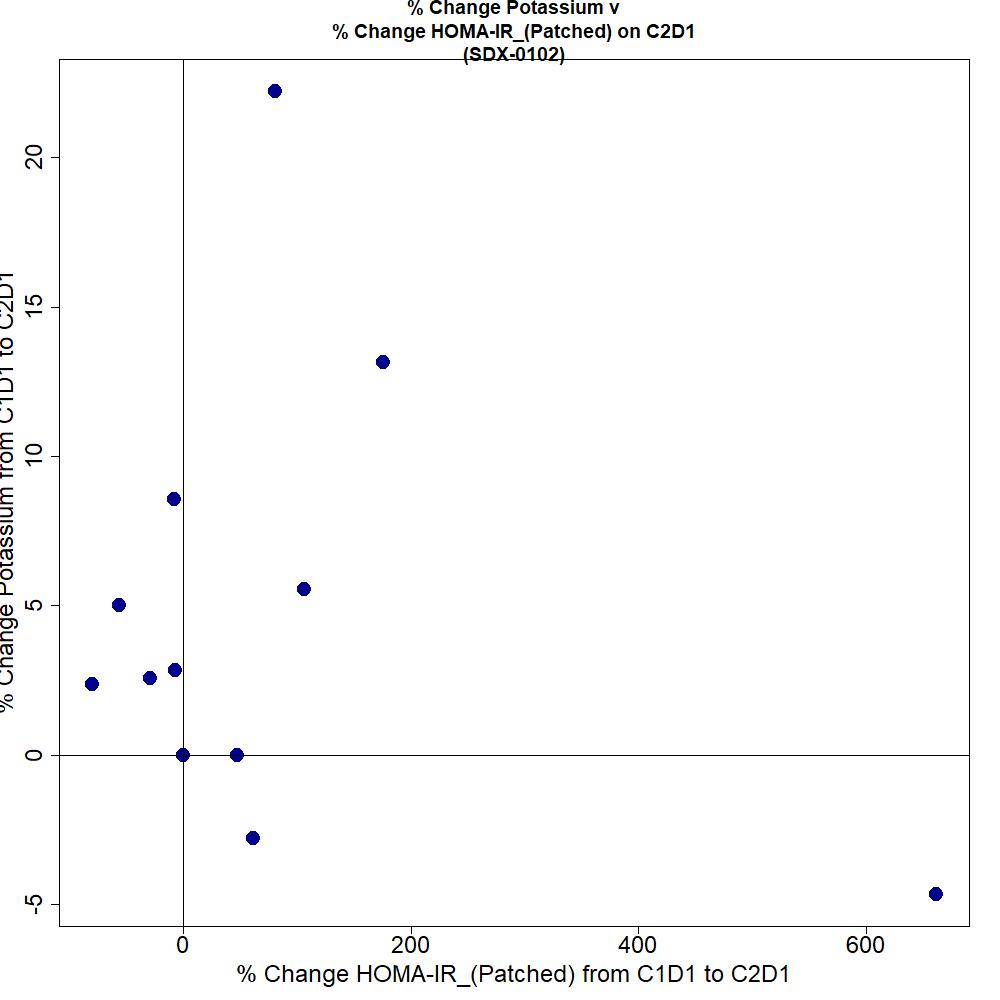 % Change Potassium v
% Change HOMA-IR_(Patched) on C2D1
(SDX-0102)
% Change Potassium from C1D1 to C2D1
20
15
10
5
0
-5
0
200
400
600
% Change HOMA-IR_(Patched) from C1D1 to C2D1